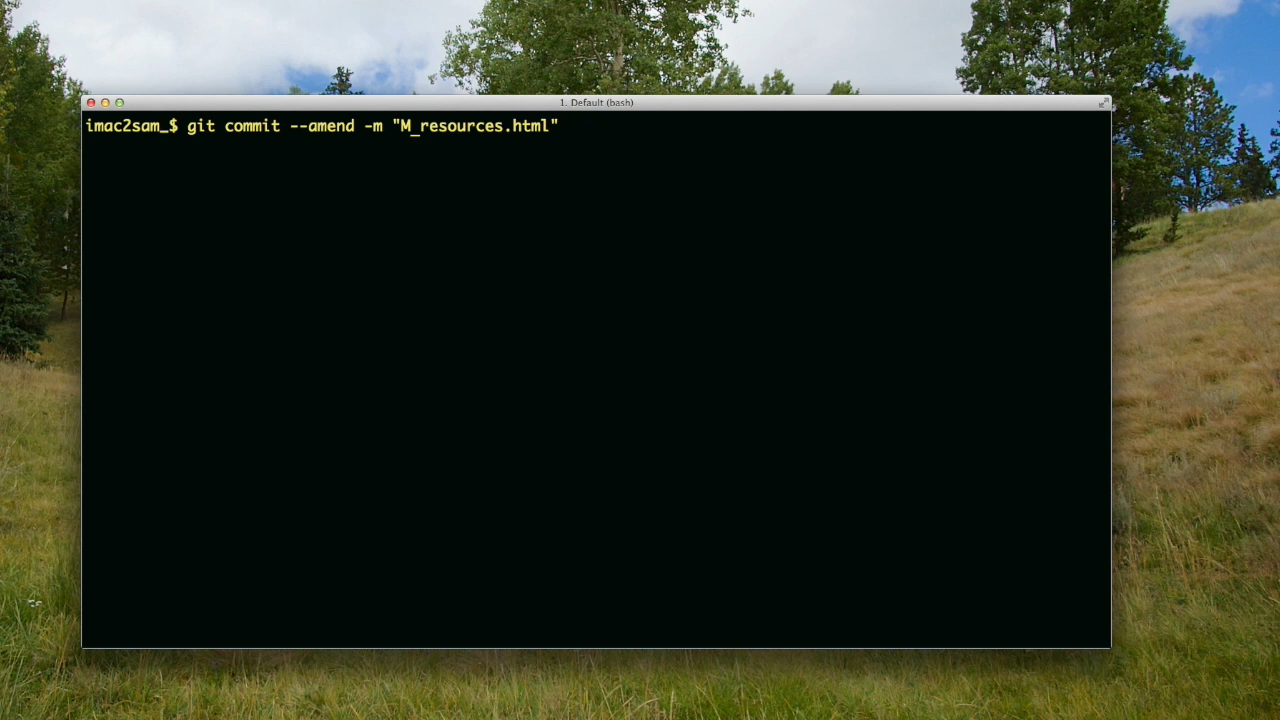 1. Default (bash)
imac2sam_$ git commit --amend -m "M_resources.html"